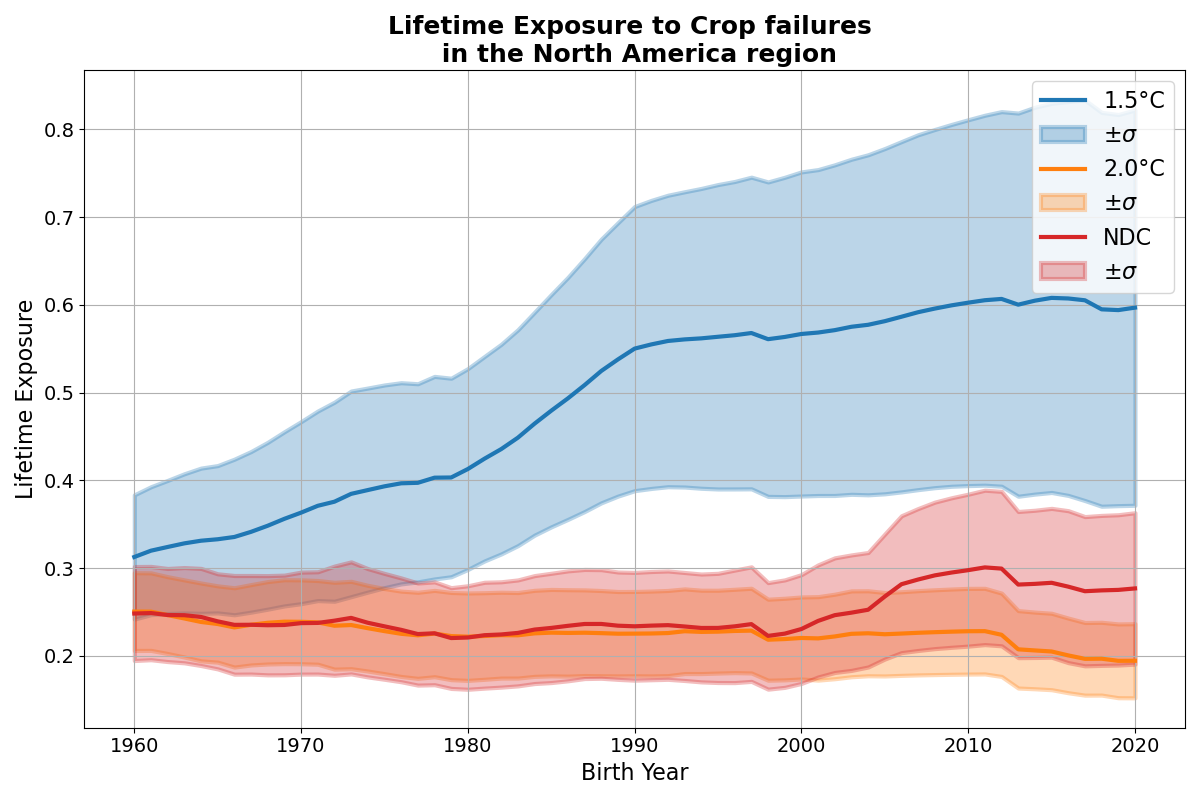 Lifetime Exposure to Crop failures
in the North America region
1.5°C
±σ
2.0°C
±σ
NDC
±σ
Lifetime Exposure
0.8
0.7
0.6
0.5
0.4
0.3
0.2
1960
1970
1980
1990
2000
2010
2020
Birth Year